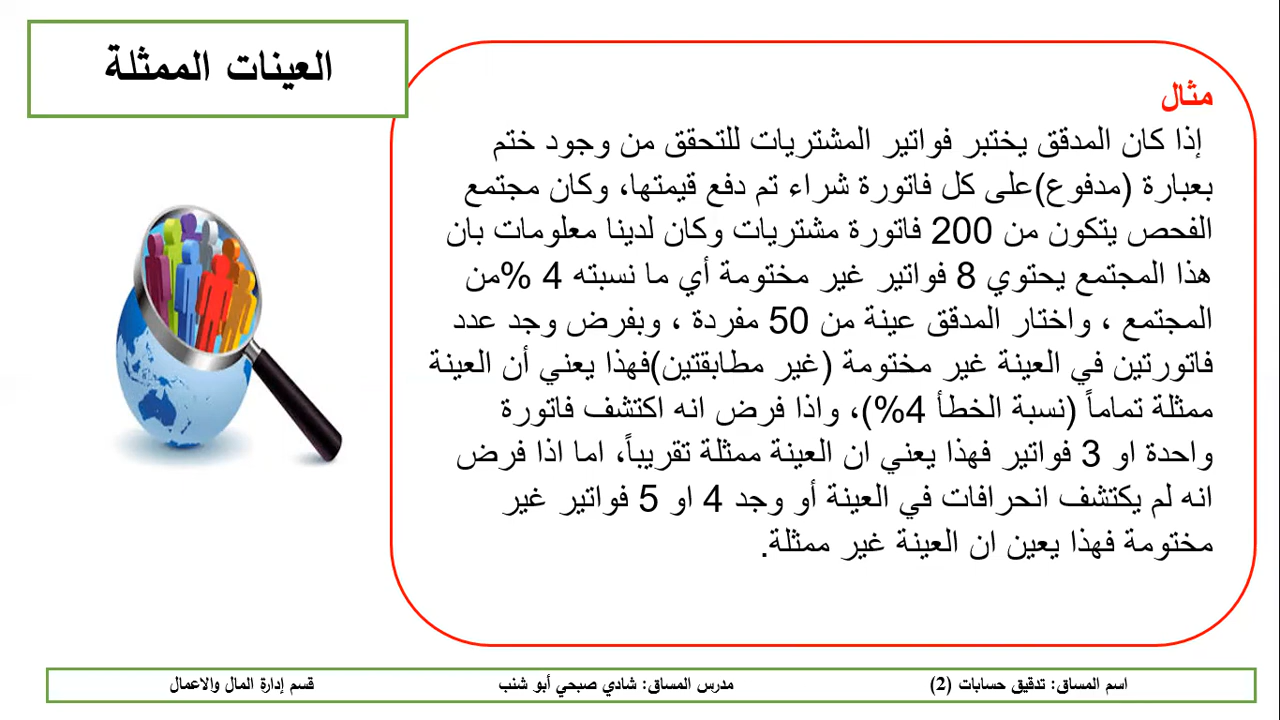 العينات الممثلة
مثال
إذا كان المدقق يختبر فواتير المشتريات للتحقق من وجود ختم
بعبارة (مدفوع)على كل فاتورة شراء تم دفع قيمتها، وكان مجتمع
الفحص يتكون من 200 فاتورة مشتريات وكان لدينا معلومات بان
هذا المجتمع يحتوي 8 فواتير غير مختومة أي ما نسبته 4 %من
المجتمع ، واختار المدقق عينة من 50 مفردة ، وبفرض وجد عدد
فاتورتين في العينة غير مختومة (غير مطابقتين)فهذا يعني أن العينة
ممثلة تماماً (نسبة الخطأ 4%)، واذا فرض انه اكتشف فاتورة
واحدة او 3 فواتير فهذا يعني ان العينة ممثلة تقريباً، اما اذا فرض
انه لم يكتشف انحرافات في العينة أو وجد 4 او 5 فواتير غير
مختومة فهذا يعين ان العينة غير ممثلة.
اسم المساق: تدقيق حسابات (2) مدرس المساق: شادي صبحي أبو شنب قسم إدارة المال والاعمال